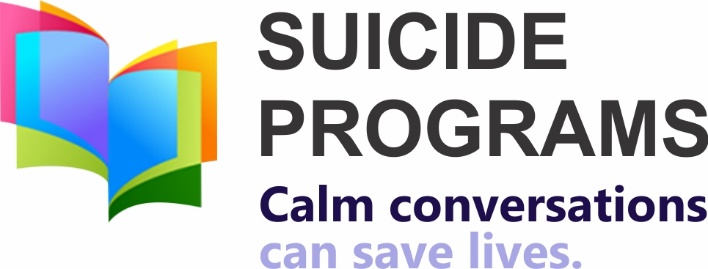 SUICIDE
PROGRAMS
Calm conversations
can save lives.